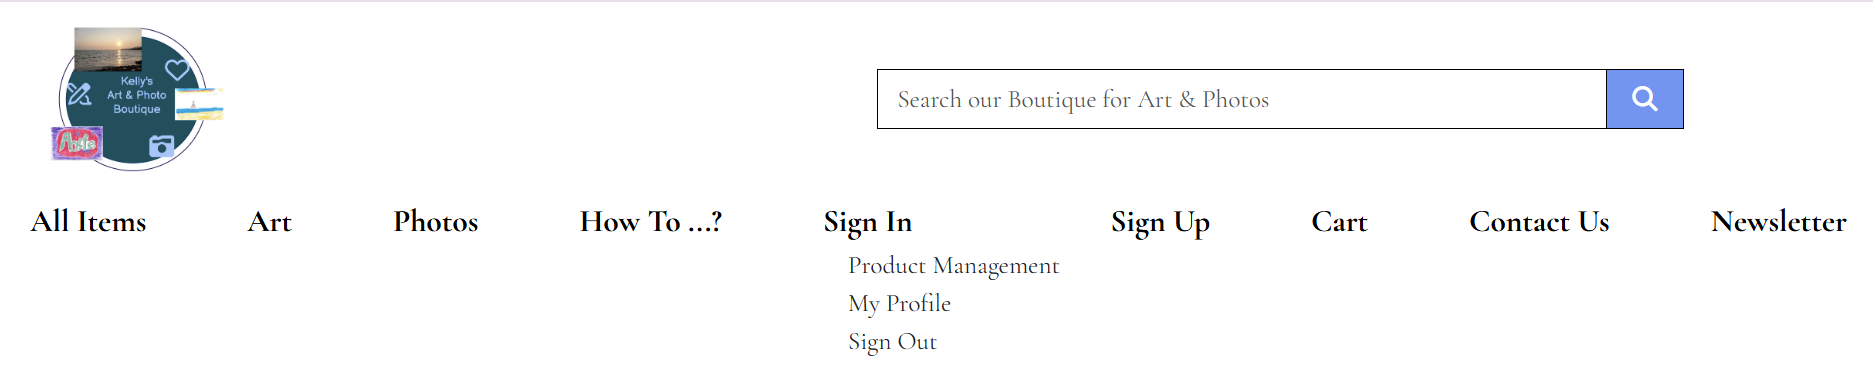 Kelly's
Art & Photo
Boutique
Search our Boutique for Art & Photos
All Items Art Photos How To ...? Sign In Sign Up Cart Contact Us Newsletter
Product Management
My Profile
Sign Out